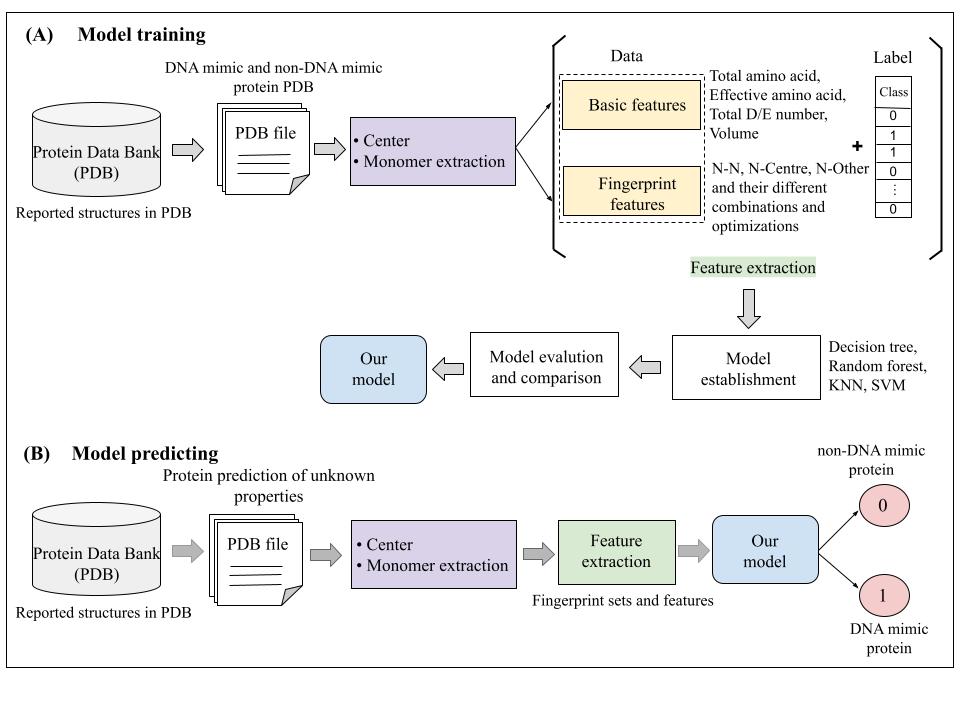 (A) Model training
DNA mimic and non-DNA mimic
protein PDB
Protein Data Bank
(PDB)
Reported structures in PDB
PDB file
• Center
• Monomer extraction
Data
Basic features
Fingerprint
features
Total amino acid,
Effective amino acid,
Total D/E number,
Volume
N-N, N-Centre, N-Other
and their different
combinations and
optimizations
+
Label
Class
0
1
1
0
⋮
0
Feature extraction
Model
establishment
Decision tree,
Random forest,
KNN, SVM
Model evalution
and comparison
Our
model
(B) Model predicting
Protein prediction of unknown
properties
Protein Data Bank
(PDB)
Reported structures in PDB
PDB file
• Center
• Monomer extraction
Feature
extraction
Fingerprint sets and features
Our
model
non-DNA mimic
protein
0
1
DNA mimic
protein